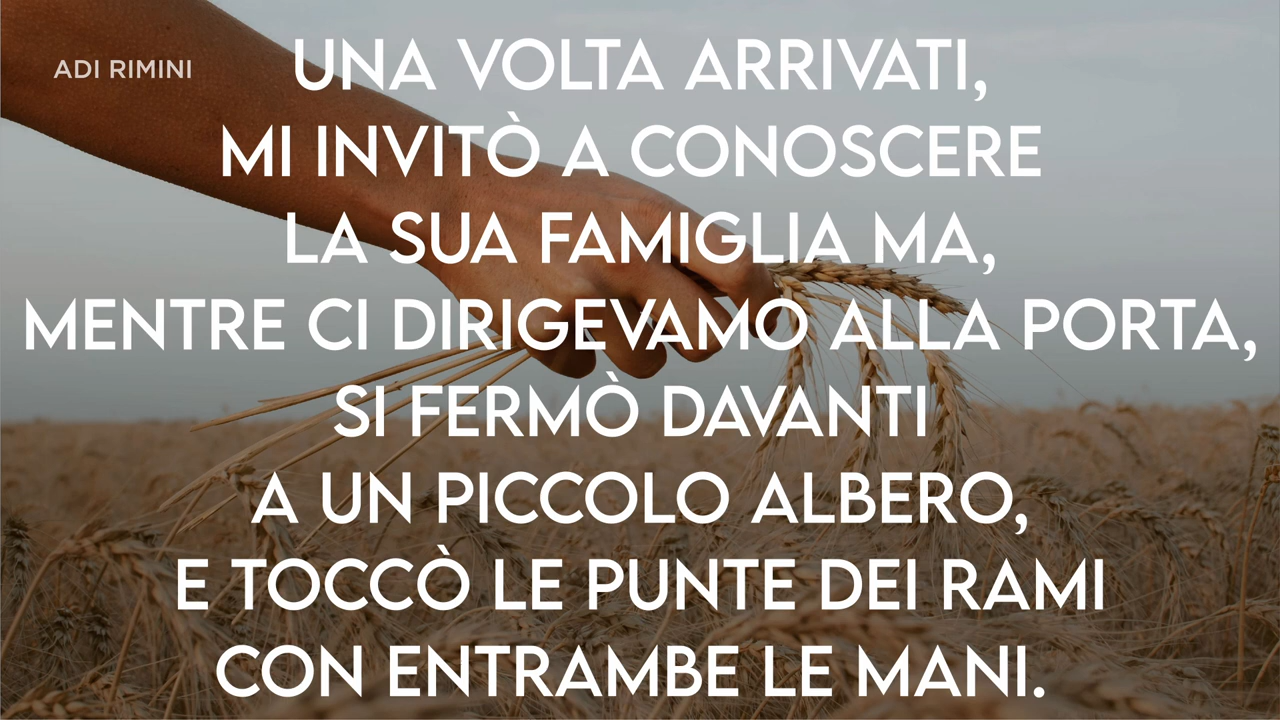 ADI RIMINI
UNA VOLTA ARRIVATI,
MI INVITÒ A CONOSCERE
LA SUA FAMIGLIA MA,
MENTRE CI DIRIGEVAMO ALLA PORTA,
SI FERMÒ DAVANTI
A UN PICCOLO ALBERO,
E TOCCÒ LE PUNTE DEI RAMI
CON ENTRAMBE LE MANI.